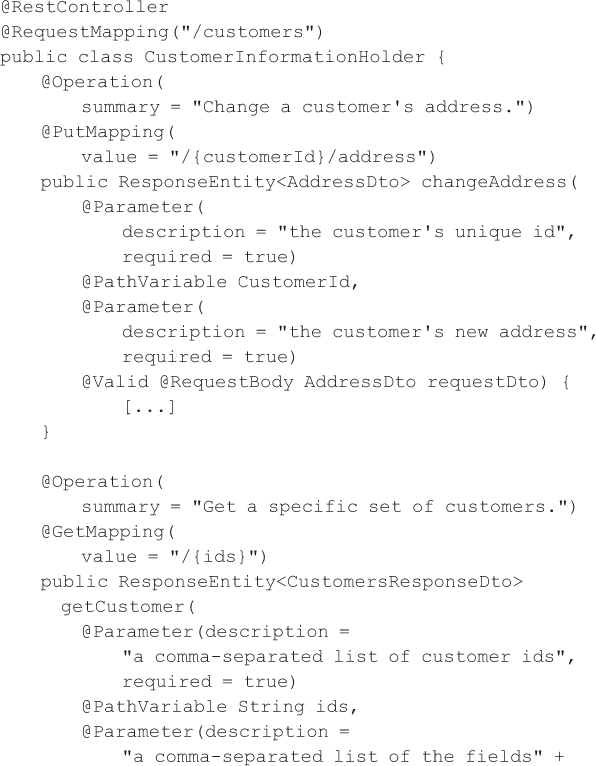 @RestController
@RequestMapping("/customers")
public class CustomerInformationHolder {
    @Operation(
        summary = "Change a customer's address.")
    @PutMapping(
        value = "/{customerId}/address")
    public ResponseEntity<AddressDto> changeAddress(
        @Parameter(
            description = "the customer's unique id",
            required = true)
        @PathVariable CustomerId,
        @Parameter(
            description = "the customer's new address",
            required = true)
        @Valid @RequestBody AddressDto requestDto) {
            [...]
    }

    @Operation(
        summary = "Get a specific set of customers.")
    @GetMapping(
        value = "/{ids}")
    public ResponseEntity<CustomersResponseDto>
      getCustomer(
        @Parameter(description =
            "a comma-separated list of customer ids",
            required = true)
        @PathVariable String ids,
        @Parameter(description =
            "a comma-separated list of the fields" +